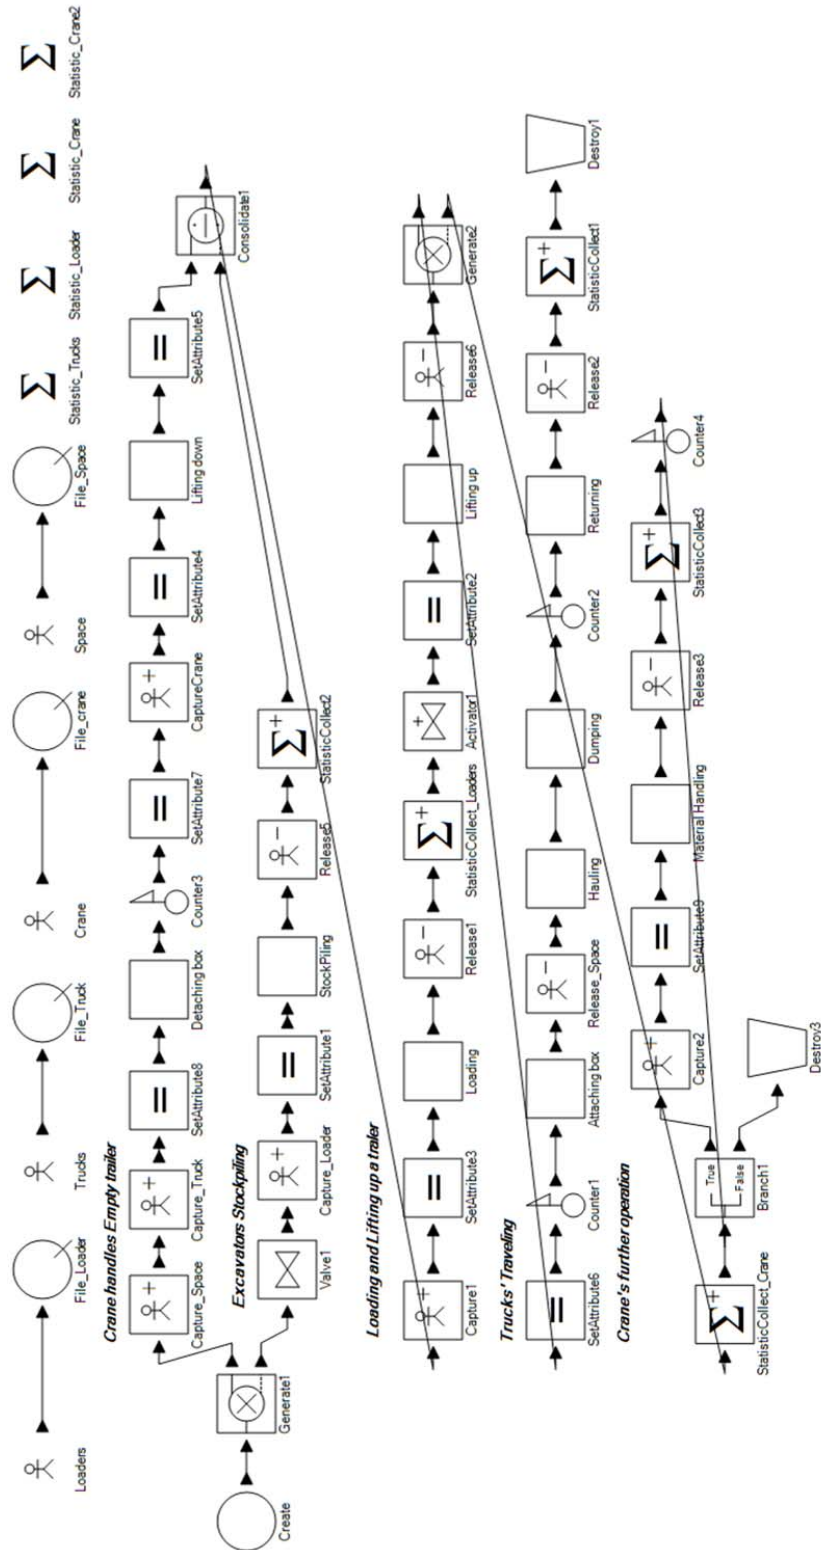 Loaders
File_Loader
Trucks
File_Truck
Crane
File_crane
Space
File_Space
Statistic_Trucks
Statistic_Loader
Statistic_Crane
Statistic_Crane2
Crane handles Empty trailer
Capture_Space
Capture_Truck
SetAttribute8
Detaching box
Counter3
SetAttribute7
CaptureCrane
SetAttribute4
Lifting down
SetAttribute5
Consolidate1
Create
Generate1
Excavators Stockpiling
Valve1
Capture_Loader
SetAttribute1
StockPiling
Release5
StatisticCollect2
Loading and Lifting up a traler
Capture1
SetAttribute3
Loading
Release1
StatisticCollect_Loaders
Activator1
SetAttribute2
Lifting up
Release6
Generate2
Trucks' Traveling
SetAttribute6
Counter1
Attaching box
Release_Space
Hauling
Dumping
Counter2
Returning
Release2
StatisticCollect1
Destroy1
Crane's further operation
StatisticCollect_Crane
True
False
Branch1
Capture2
SetAttribute9
Material Handling
Release3
StatisticCollect3
Counter4
Destroy3